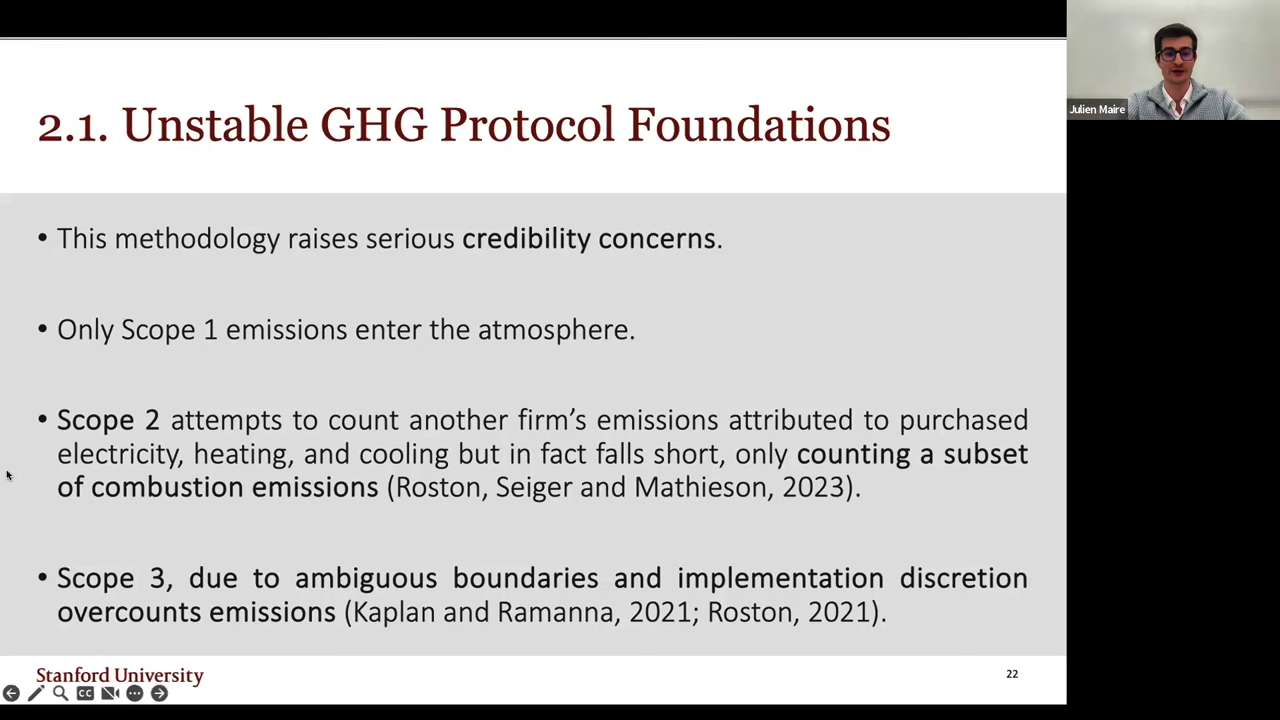 2.1. Unstable GHG Protocol Foundations
Julien Maire
• This methodology raises serious credibility concerns.
• Only Scope 1 emissions enter the atmosphere.
• Scope 2 attempts to count another firm’s emissions attributed to purchased
electricity, heating, and cooling but in fact falls short, only counting a subset
of combustion emissions (Roston, Seiger and Mathieson, 2023).
• Scope 3, due to ambiguous boundaries and implementation discretion
overcounts emissions (Kaplan and Ramanna, 2021; Roston, 2021).
Stanford University
22
CC